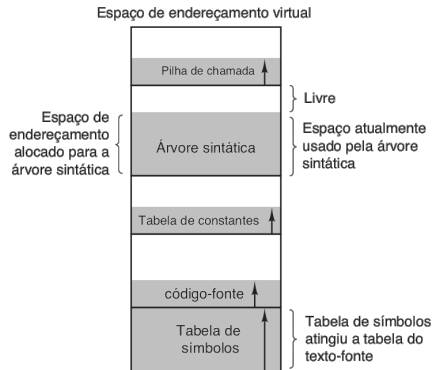 Espaço de endereçamento virtual
Pilha de chamada
Livre
Espaço de
endereçamento
alocado para a
árvore sintática
Árvore sintática
Espaço atualmente
usado pela árvore
sintática
Tabela de constantes
código-fonte
Tabela de
símbolos
Tabela de símbolos
atingiu a tabela do
texto-fonte